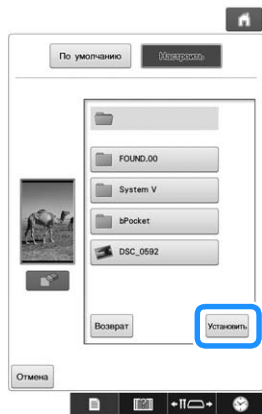 По умолчанию
Настроить
FOUND.00
System V
bPocket
DSC_0592
Возврат
Установить
Отмена